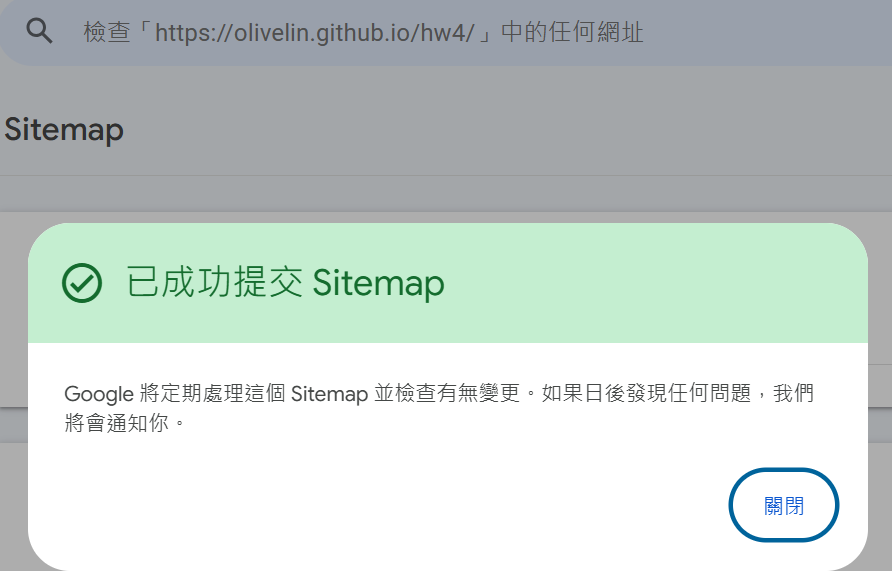 檢查「https://olivelin.github.io/hw4/」中的任何網址
Sitemap
已成功提交 Sitemap
Google 將定期處理這個 Sitemap 並檢查有無變更。如果日後發現任何問題，我們
將會通知你。
關閉